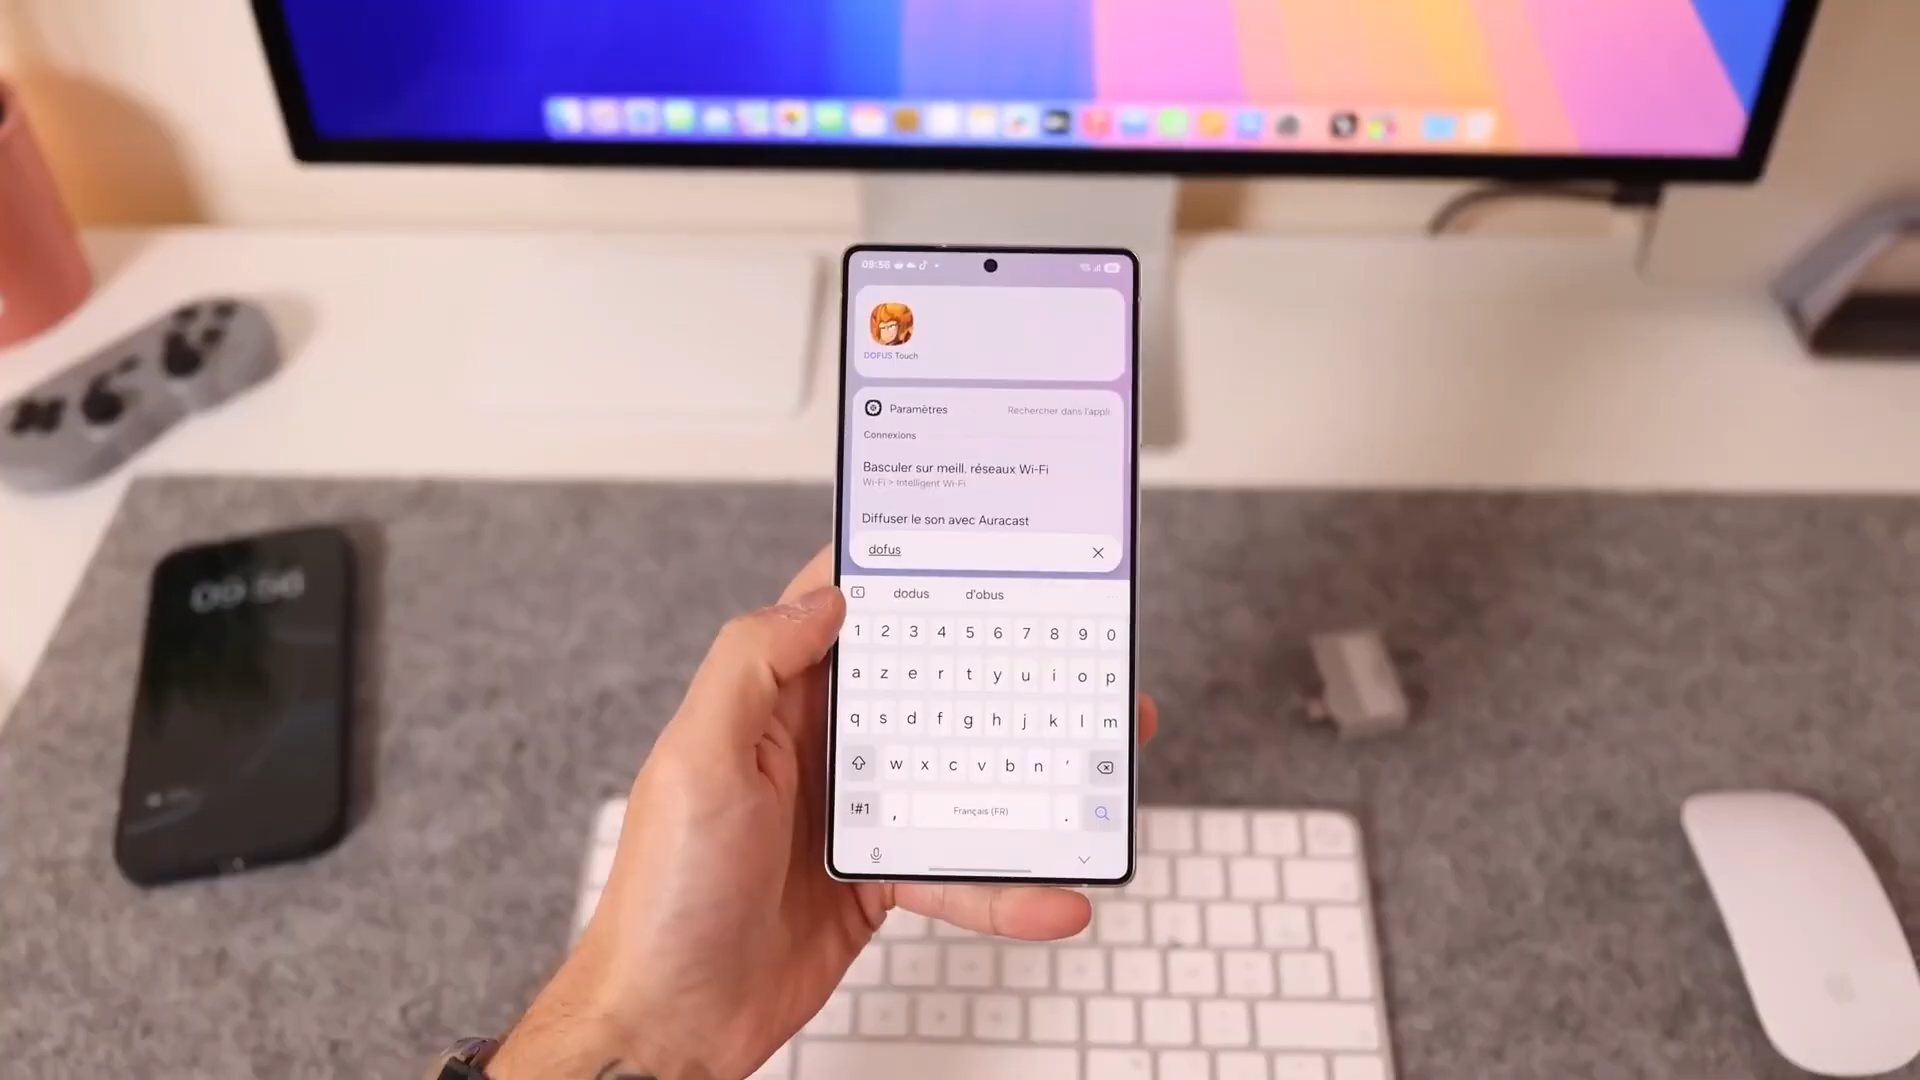 09:56
DOFUS Touch
Paramètres
Rechercher dans l'appli
Connexions
Basculer sur meill. réseaux Wi-Fi
Wi-Fi > Intelligent Wi-Fi
Diffuser le son avec Auracast
dofus
dodus d'obus
1 2 3 4 5 6 7 8 9 0
a z e r t y u i o p
q s d f g h j k l m
w x c v b n '
!#1 , Français (FR) .
09:56